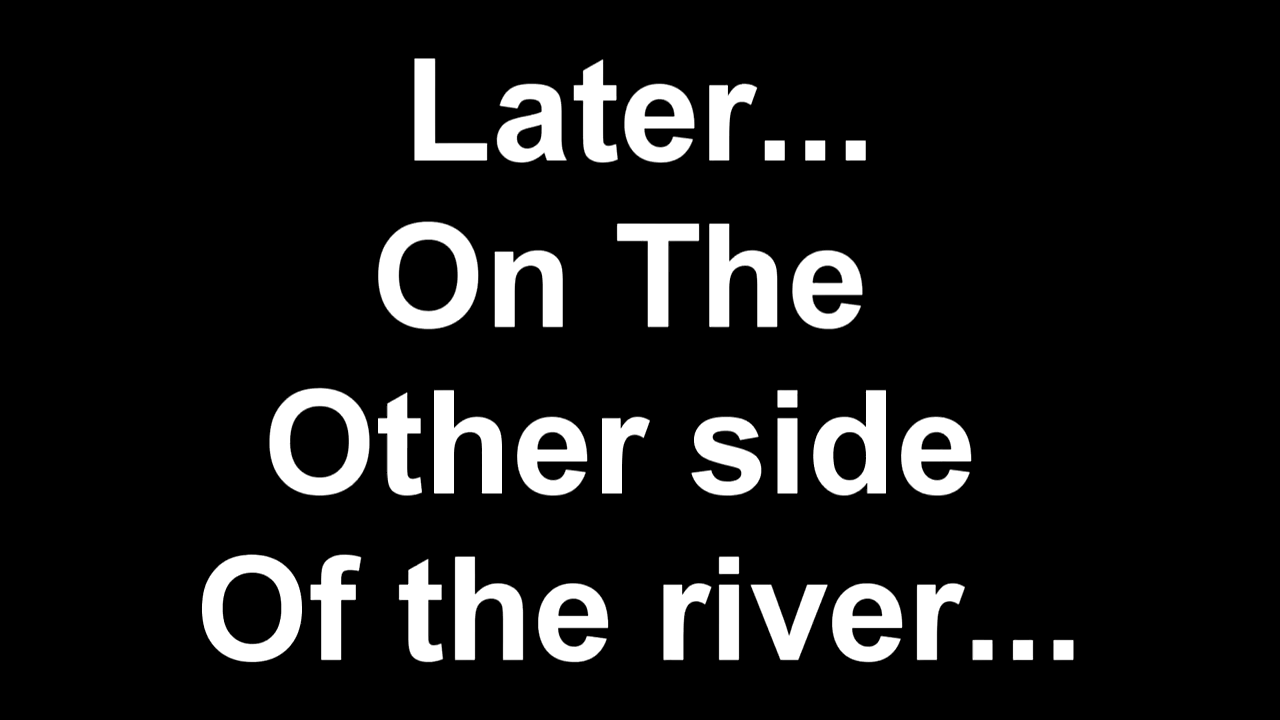 Later...
On The
Other side
Of the river...